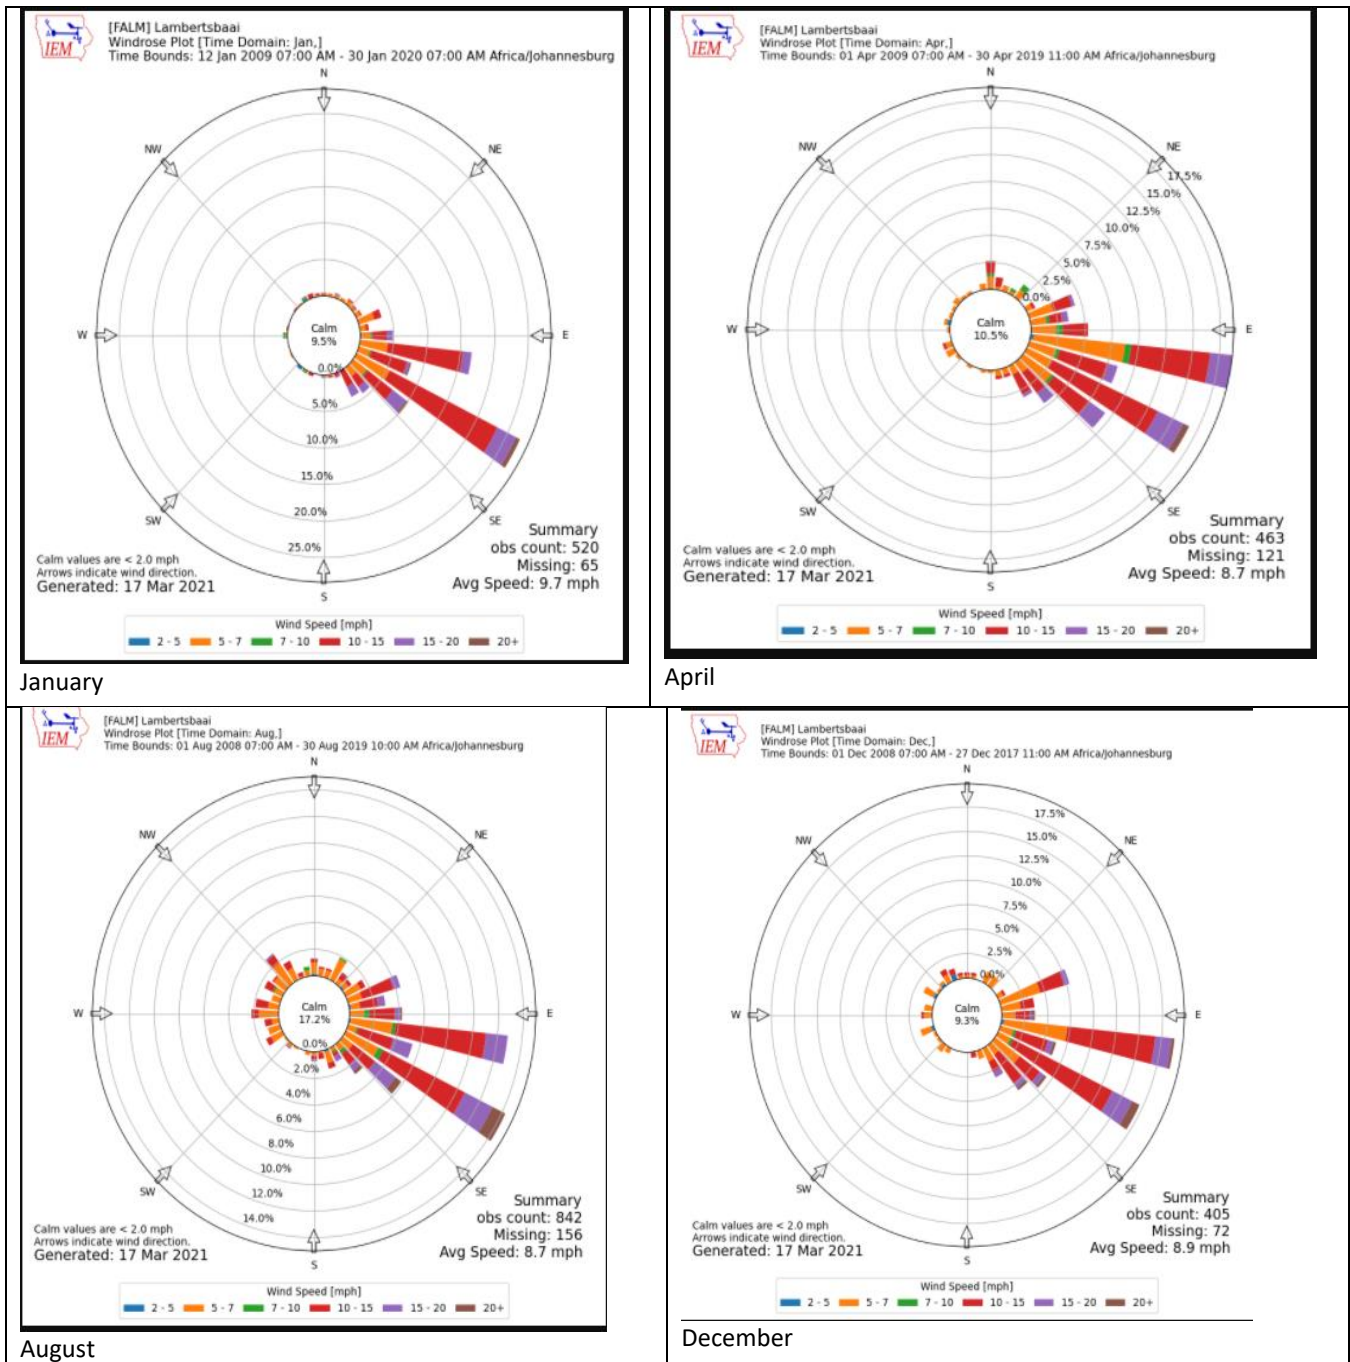 IEM
[FALM] Lambertsbaai
Windrose Plot [Time Domain: Jan,]
Time Bounds: 12 Jan 2009 07:00 AM - 30 Jan 2020 07:00 AM Africa/Johannesburg
N
NW
NE
W
E
Calm
9.5%
0.0%
5.0%
10.0%
15.0%
20.0%
25.0%
SW
SE
S
Summary
obs count: 520
Missing: 65
Avg Speed: 9.7 mph
Calm values are < 2.0 mph
Arrows indicate wind direction.
Generated: 17 Mar 2021
Wind Speed [mph]
2 - 5 5 - 7 7 - 10 10 - 15 15 - 20 20+
January
IEM
[FALM] Lambertsbaai
Windrose Plot [Time Domain: Apr,]
Time Bounds: 01 Apr 2009 07:00 AM - 30 Apr 2019 11:00 AM Africa/Johannesburg
N
NW
NE
17.5%
15.0%
12.5%
10.0%
7.5%
5.0%
2.5%
0.0%
W
E
Calm
10.5%
SW
SE
S
Summary
obs count: 463
Missing: 121
Avg Speed: 8.7 mph
Calm values are < 2.0 mph
Arrows indicate wind direction.
Generated: 17 Mar 2021
Wind Speed [mph]
2 - 5 5 - 7 7 - 10 10 - 15 15 - 20 20+
April
IEM
[FALM] Lambertsbaai
Windrose Plot [Time Domain: Aug,]
Time Bounds: 01 Aug 2008 07:00 AM - 30 Aug 2019 10:00 AM Africa/Johannesburg
N
NW
NE
W
E
Calm
17.2%
0.0%
2.0%
4.0%
6.0%
8.0%
10.0%
12.0%
14.0%
SW
SE
S
Summary
obs count: 842
Missing: 156
Avg Speed: 8.7 mph
Calm values are < 2.0 mph
Arrows indicate wind direction.
Generated: 17 Mar 2021
Wind Speed [mph]
2 - 5 5 - 7 7 - 10 10 - 15 15 - 20 20+
August
IEM
[FALM] Lambertsbaai
Windrose Plot [Time Domain: Dec,]
Time Bounds: 01 Dec 2008 07:00 AM - 27 Dec 2017 11:00 AM Africa/Johannesburg
N
NW
NE
17.5%
15.0%
12.5%
10.0%
7.5%
5.0%
2.5%
0.0%
W
E
Calm
9.3%
SW
SE
S
Summary
obs count: 405
Missing: 72
Avg Speed: 8.9 mph
Calm values are < 2.0 mph
Arrows indicate wind direction.
Generated: 17 Mar 2021
Wind Speed [mph]
2 - 5 5 - 7 7 - 10 10 - 15 15 - 20 20+
December